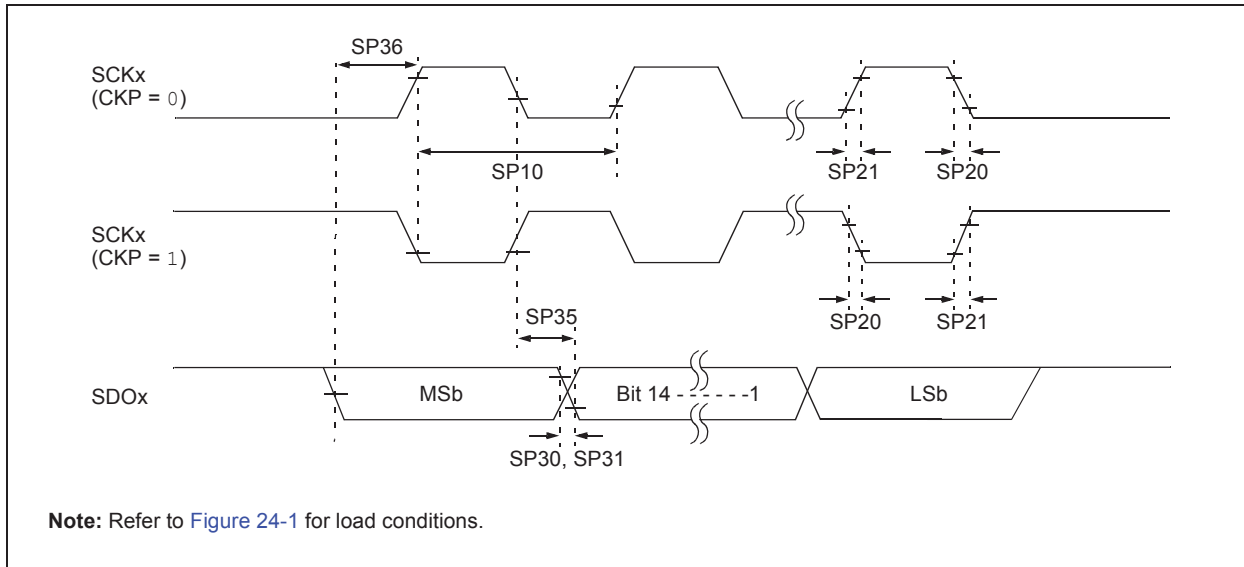 SP36
SCKx
(CKP = 0)
SP10
SP21
SP20
SCKx
(CKP = 1)
SP35
SP20
SP21
SDOx
MSb
Bit 14 - - - - - - -1
LSb
SP30, SP31
Note: Refer to Figure 24-1 for load conditions.